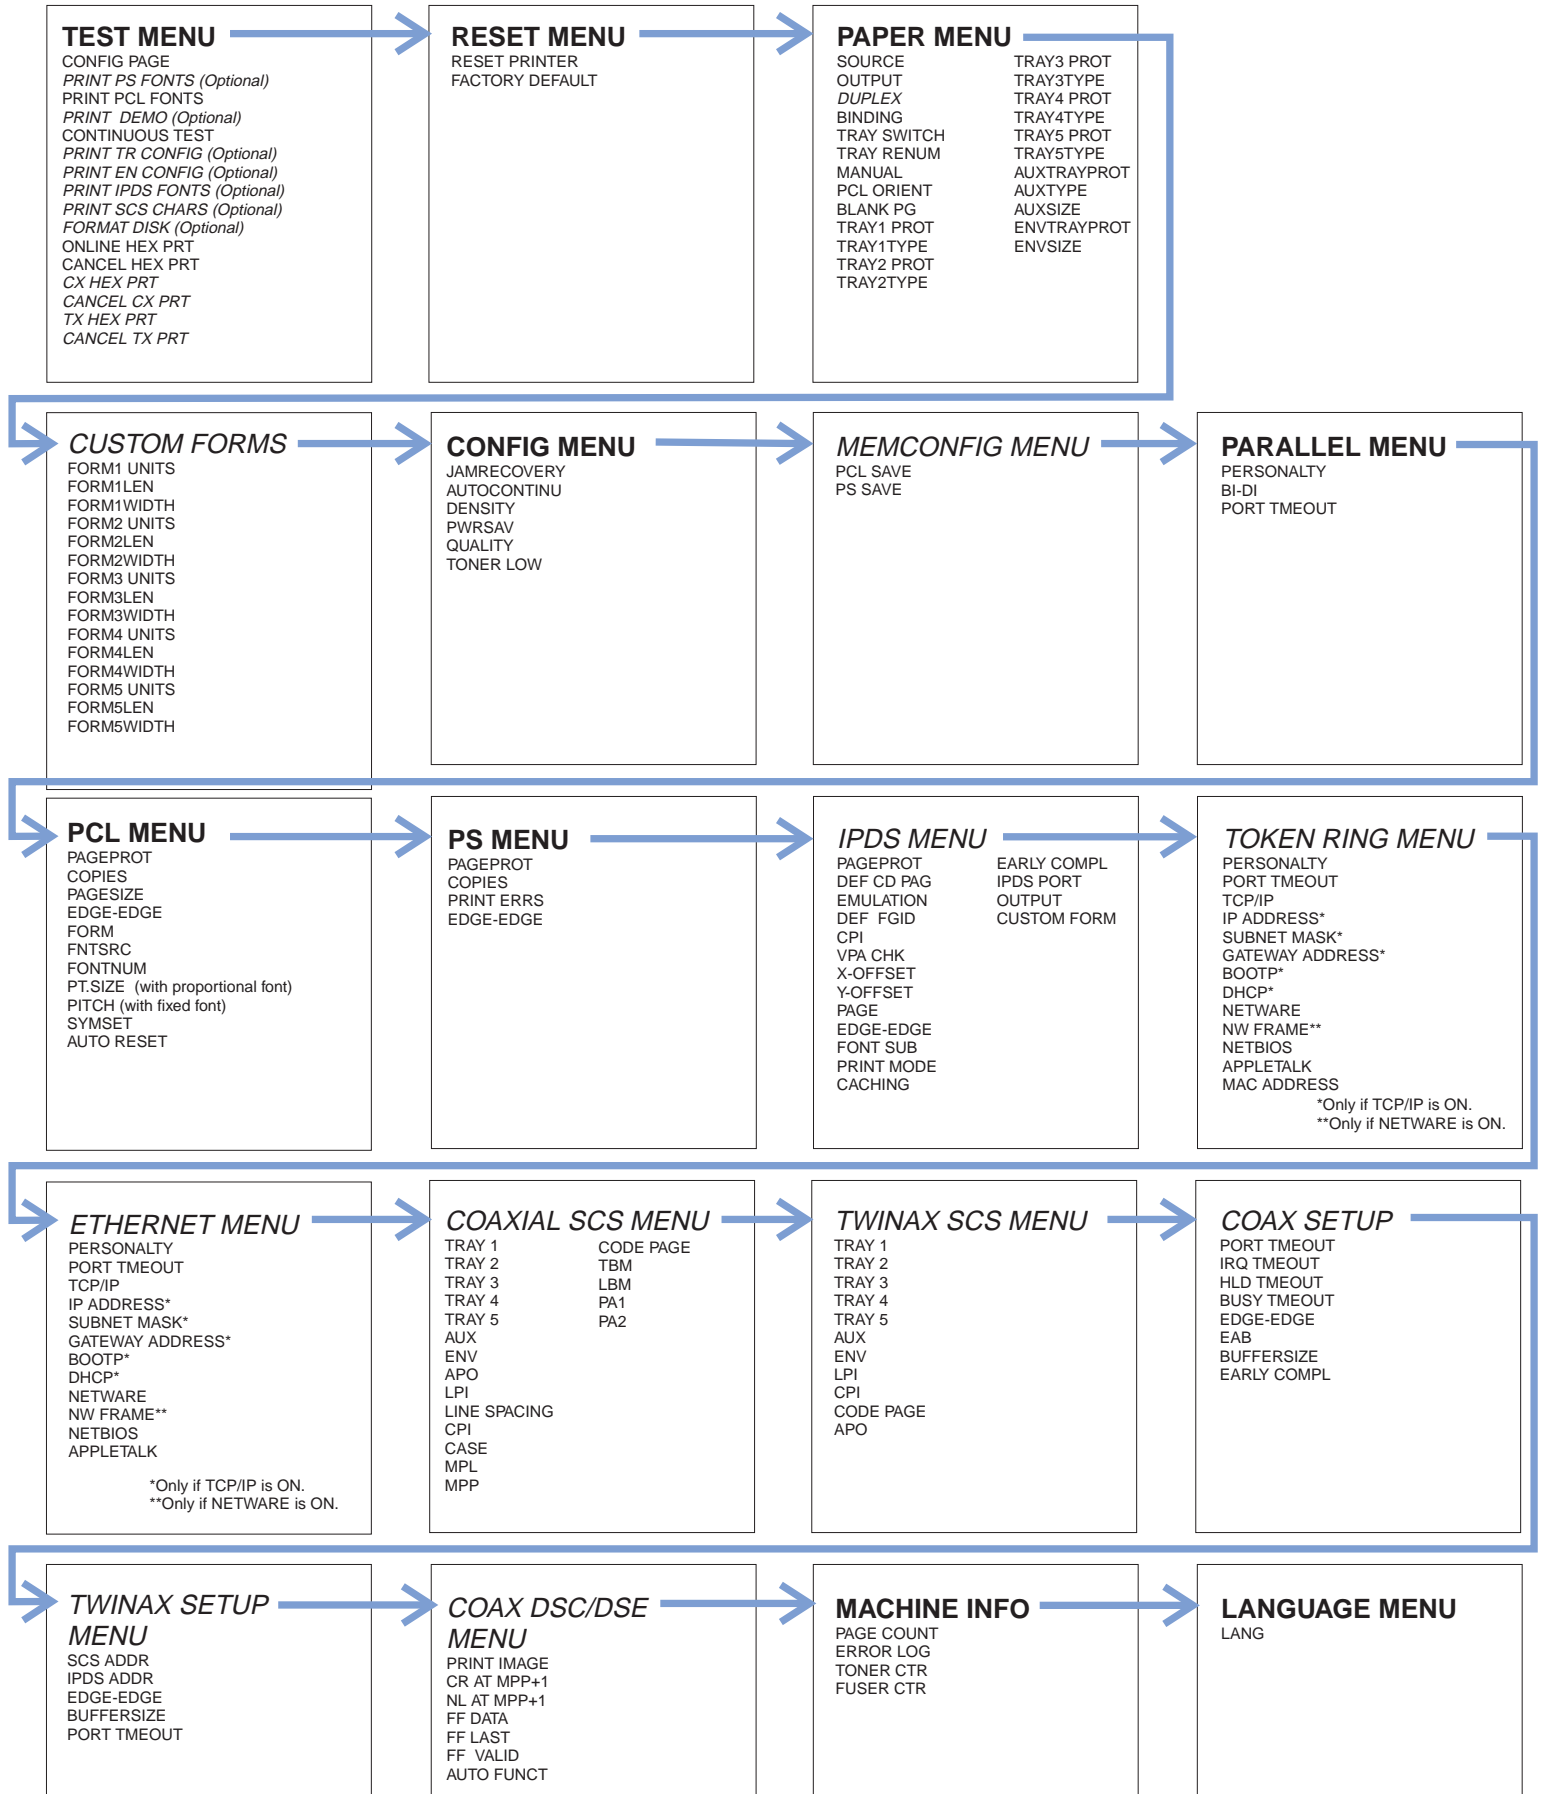 TEST MENU
CONFIG PAGE
PRINT PS FONTS (Optional)
PRINT PCL FONTS
PRINT DEMO (Optional)
CONTINUOUS TEST
PRINT TR CONFIG (Optional)
PRINT EN CONFIG (Optional)
PRINT IPDS FONTS (Optional)
PRINT SCS CHARS (Optional)
FORMAT DISK (Optional)
ONLINE HEX PRT
CANCEL HEX PRT
CX HEX PRT
CANCEL CX PRT
TX HEX PRT
CANCEL TX PRT
RESET MENU
RESET PRINTER
FACTORY DEFAULT
PAPER MENU
SOURCE
OUTPUT
DUPLEX
BINDING
TRAY SWITCH
TRAY RENUM
MANUAL
PCL ORIENT
BLANK PG
TRAY1 PROT
TRAY1TYPE
TRAY2 PROT
TRAY2TYPE
TRAY3 PROT
TRAY3TYPE
TRAY4 PROT
TRAY4TYPE
TRAY5 PROT
TRAY5TYPE
AUXTRAYPROT
AUXTYPE
AUXSIZE
ENVTRAYPROT
ENVSIZE
CUSTOM FORMS
FORM1 UNITS
FORM1LEN
FORM1WIDTH
FORM2 UNITS
FORM2LEN
FORM2WIDTH
FORM3 UNITS
FORM3LEN
FORM3WIDTH
FORM4 UNITS
FORM4LEN
FORM4WIDTH
FORM5 UNITS
FORM5LEN
FORM5WIDTH
CONFIG MENU
JAMRECOVERY
AUTOCONTINU
DENSITY
PWRSAV
QUALITY
TONER LOW
MEMCONFIG MENU
PCL SAVE
PS SAVE
PARALLEL MENU
PERSONALTY
BI-DI
PORT TMEOUT
PCL MENU
PAGEPROT
COPIES
PAGESIZE
EDGE-EDGE
FORM
FNTSRC
FONTNUM
PT.SIZE (with proportional font)
PITCH (with fixed font)
SYMSET
AUTO RESET
PS MENU
PAGEPROT
COPIES
PRINT ERRS
EDGE-EDGE
IPDS MENU
PAGEPROT
DEF CD PAG
EMULATION
DEF FGID
CPI
VPA CHK
X-OFFSET
Y-OFFSET
PAGE
EDGE-EDGE
FONT SUB
PRINT MODE
CACHING
EARLY COMPL
IPDS PORT
OUTPUT
CUSTOM FORM
TOKEN RING MENU
PERSONALTY
PORT TMEOUT
TCP/IP
IP ADDRESS*
SUBNET MASK*
GATEWAY ADDRESS*
BOOTP*
DHCP*
NETWARE
NW FRAME**
NETBIOS
APPLETALK
MAC ADDRESS
*Only if TCP/IP is ON.
**Only if NETWARE is ON.
ETHERNET MENU
PERSONALTY
PORT TMEOUT
TCP/IP
IP ADDRESS*
SUBNET MASK*
GATEWAY ADDRESS*
BOOTP*
DHCP*
NETWARE
NW FRAME**
NETBIOS
APPLETALK
*Only if TCP/IP is ON.
**Only if NETWARE is ON.
COAXIAL SCS MENU
TRAY 1
TRAY 2
TRAY 3
TRAY 4
TRAY 5
AUX
ENV
APO
LPI
LINE SPACING
CPI
CASE
MPL
MPP
CODE PAGE
TBM
LBM
PA1
PA2
TWINAX SCS MENU
TRAY 1
TRAY 2
TRAY 3
TRAY 4
TRAY 5
AUX
ENV
LPI
CPI
CODE PAGE
APO
COAX SETUP
PORT TMEOUT
IRQ TMEOUT
HLD TMEOUT
BUSY TMEOUT
EDGE-EDGE
EAB
BUFFERSIZE
EARLY COMPL
TWINAX SETUP
MENU
SCS ADDR
IPDS ADDR
EDGE-EDGE
BUFFERSIZE
PORT TMEOUT
COAX DSC/DSE
MENU
PRINT IMAGE
CR AT MPP+1
NL AT MPP+1
FF DATA
FF LAST
FF VALID
AUTO FUNCT
MACHINE INFO
PAGE COUNT
ERROR LOG
TONER CTR
FUSER CTR
LANGUAGE MENU
LANG